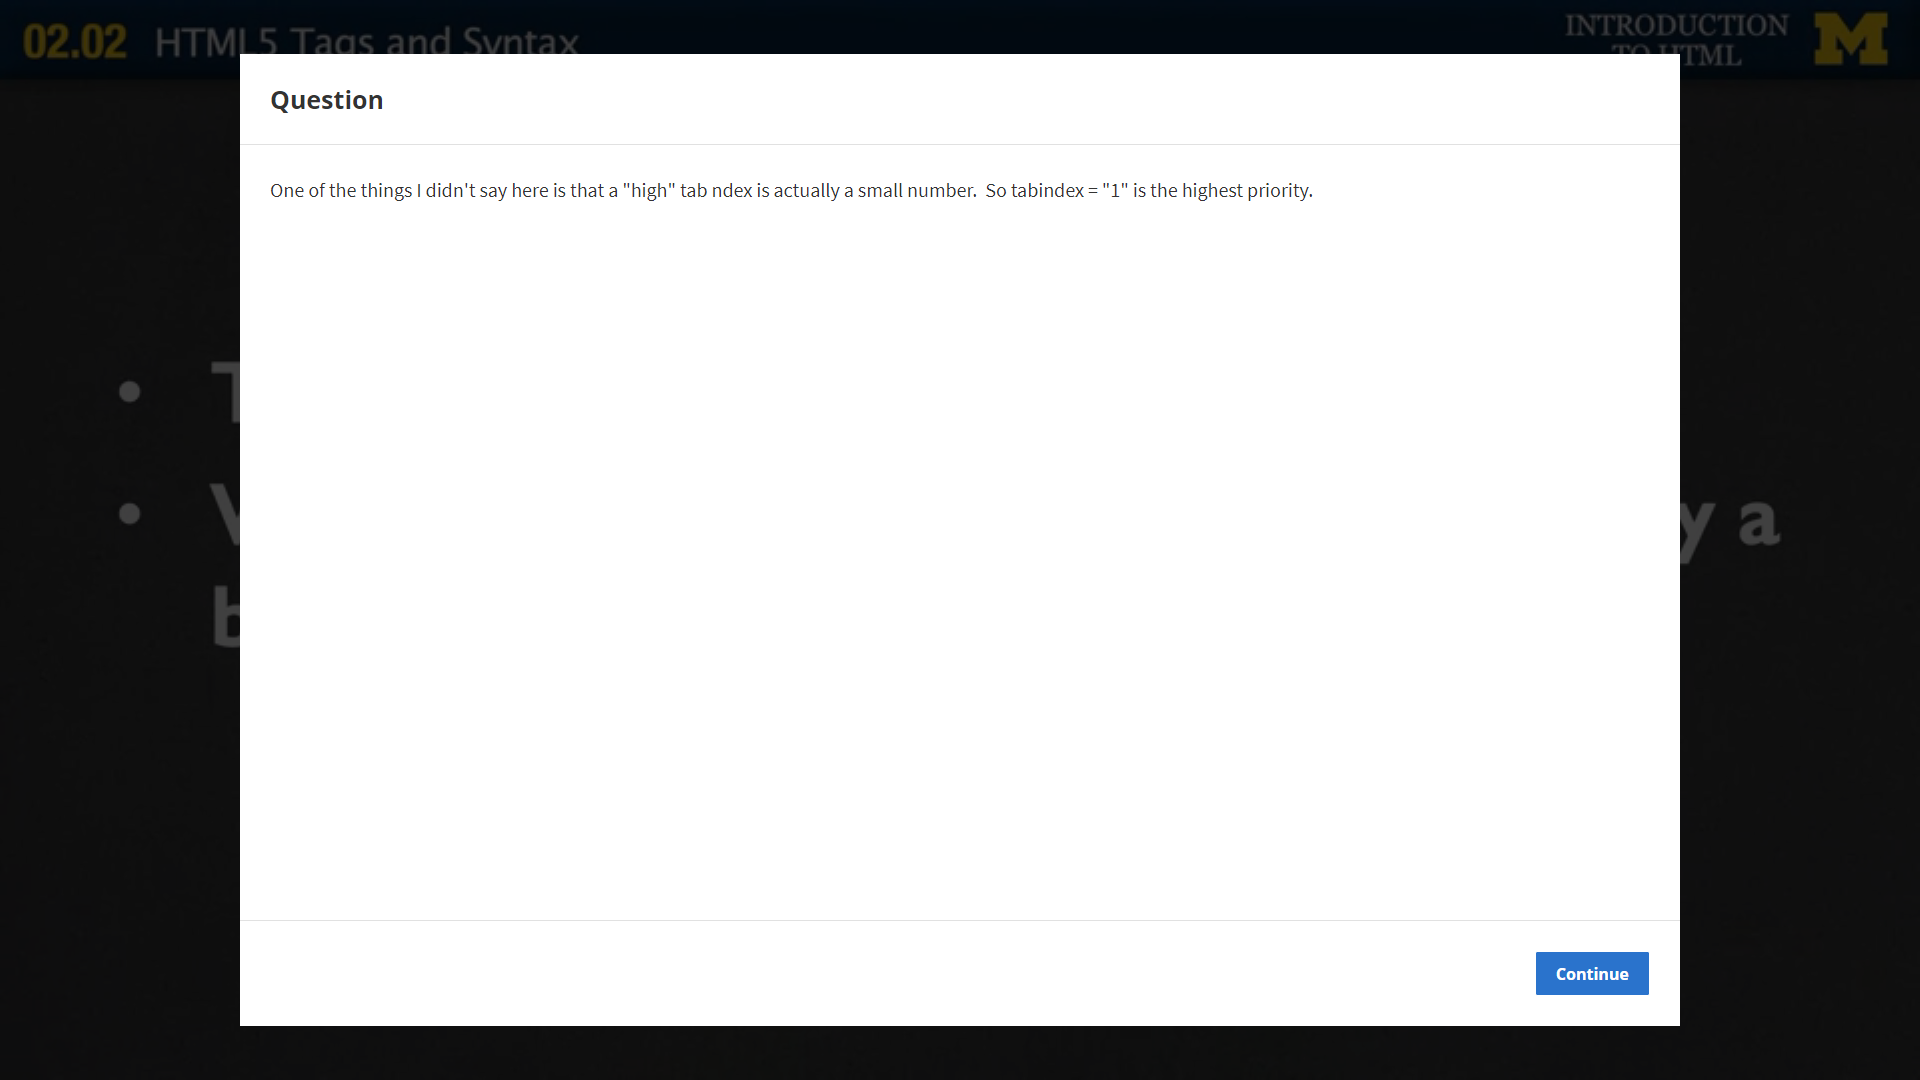 02.02 HTML5 Tags and Syntax
INTRODUCTION
TO HTML
M
Question
One of the things I didn't say here is that a "high" tab ndex is actually a small number.  So tabindex = "1" is the highest priority.
• T
• V
y a
b
Continue